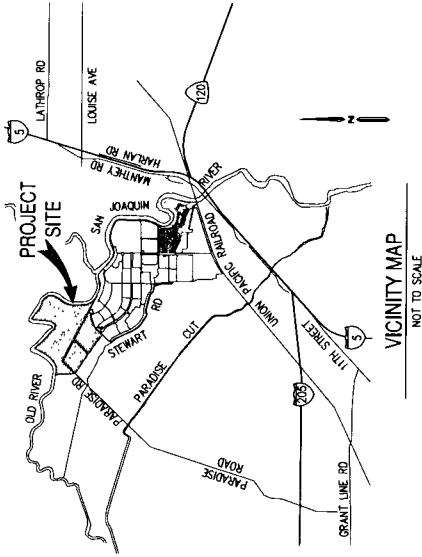 LATHROP RD
LOUISE AVE
5
120
HARLAN RD
MANTHEY RD
RIVER
SAN
JOAQUIN
PROJECT
SITE
OLD RIVER
STEWART
RD
PARADISE RD
PARADISE CUT
UNION PACIFIC RAILROAD
PARADISE
ROAD
205
11TH STREET
5
GRANT LINE RD
Z
VICINITY MAP
NOT TO SCALE